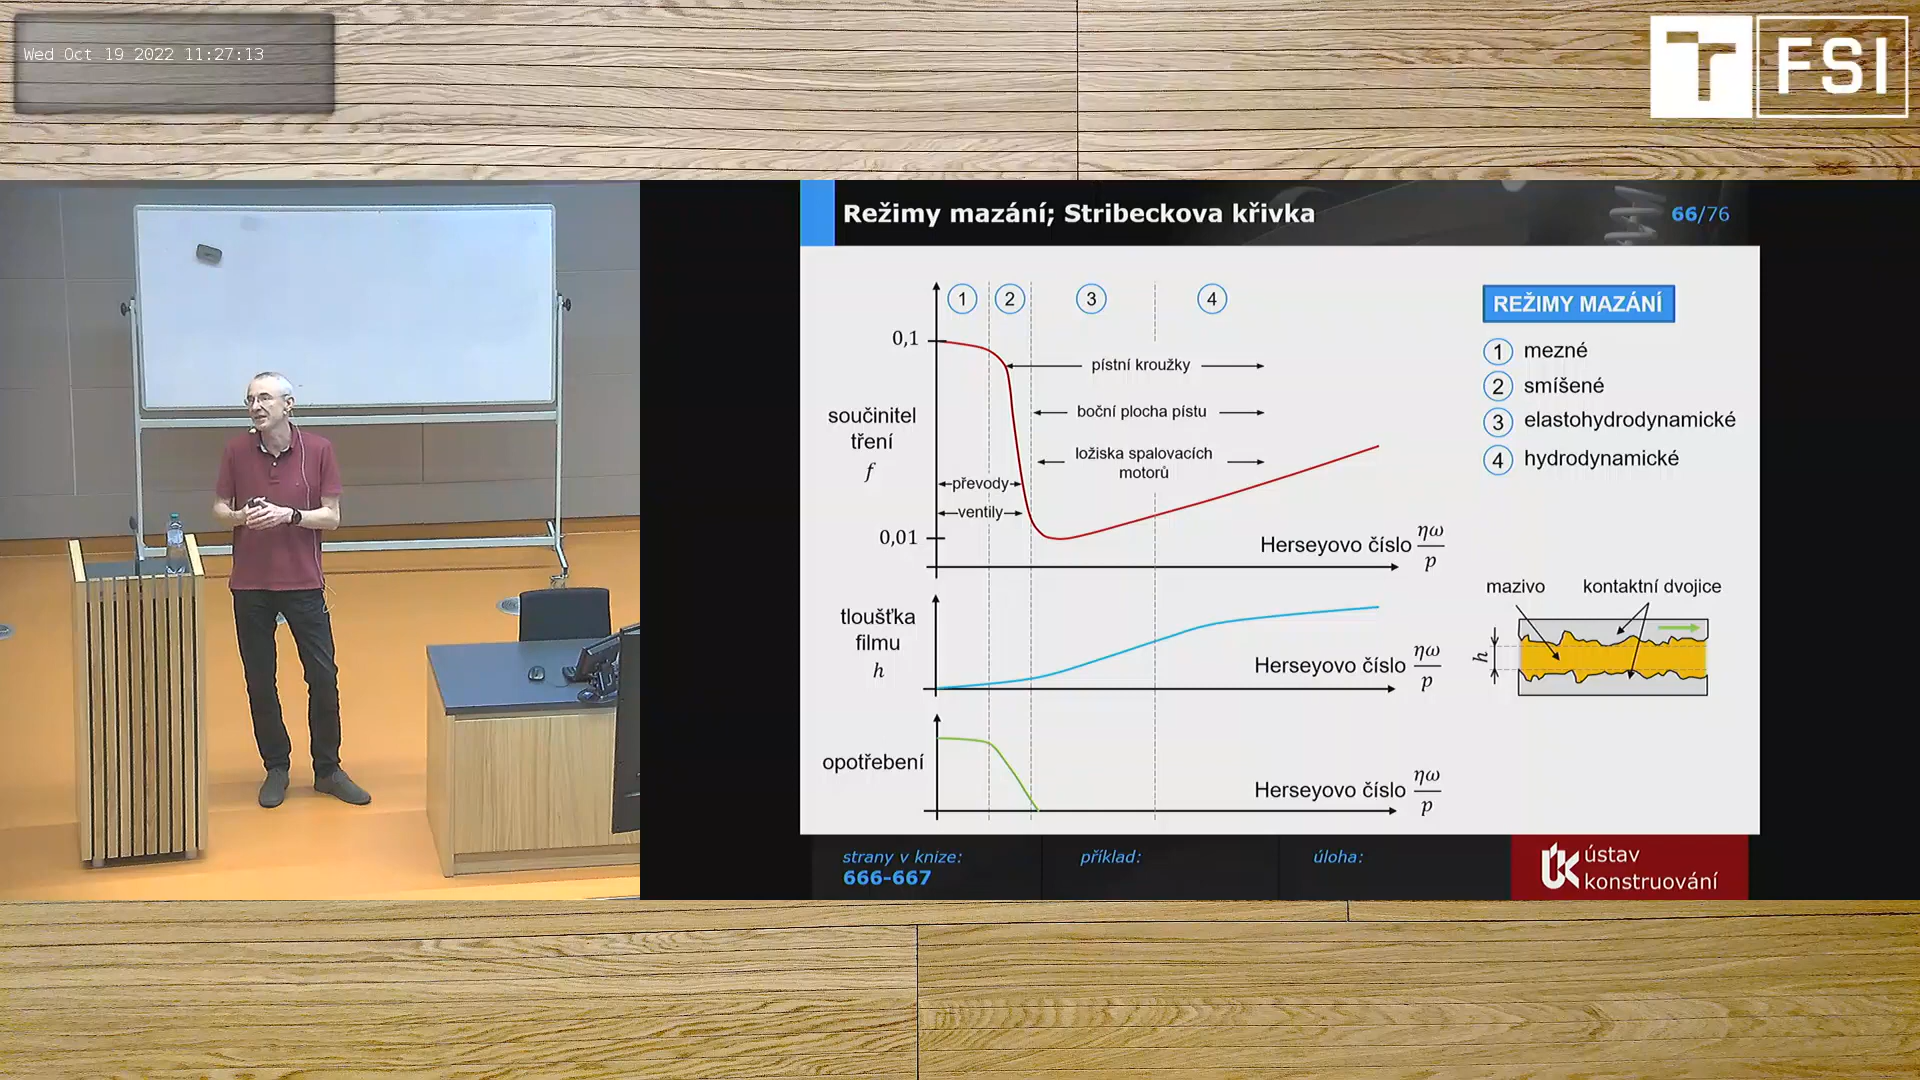 Wed Oct 19 2022 11:27:13
T FSI
Režimy mazání; Stribeckova křivka
66/76
1
2
3
4
0,1
pístní kroužky
boční plocha pístu
součinitel
tření
f
ložiska spalovacích
motorů
převody
ventily
0,01
Herseyovo číslo ηω/p
REŽIMY MAZÁNÍ
1 mezné
2 smíšené
3 elastohydrodynamické
4 hydrodynamické
tloušťka
filmu
h
Herseyovo číslo ηω/p
mazivo
kontaktní dvojice
h
opotřebení
Herseyovo číslo ηω/p
strany v knize:
666-667
příklad:
úloha:
ÚK
ústav
konstruování